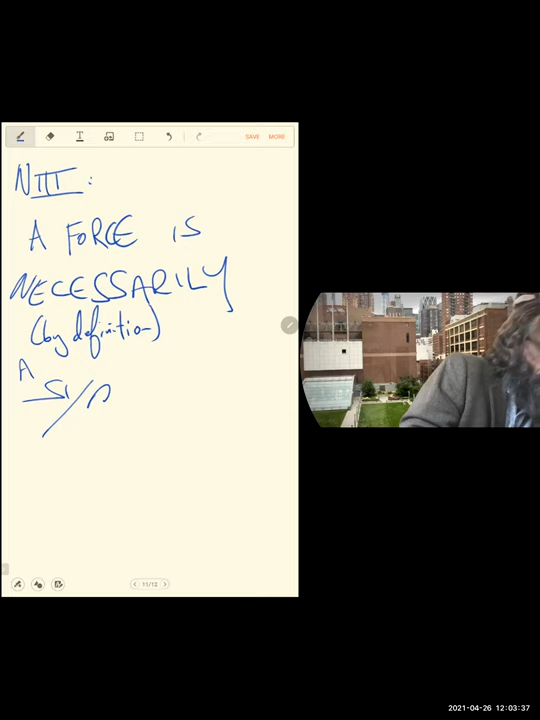 SAVE MORE
NIII :
A FORCE IS
NECESSARILY
(by definition)
A
11/12
2021-04-26 12:03:37